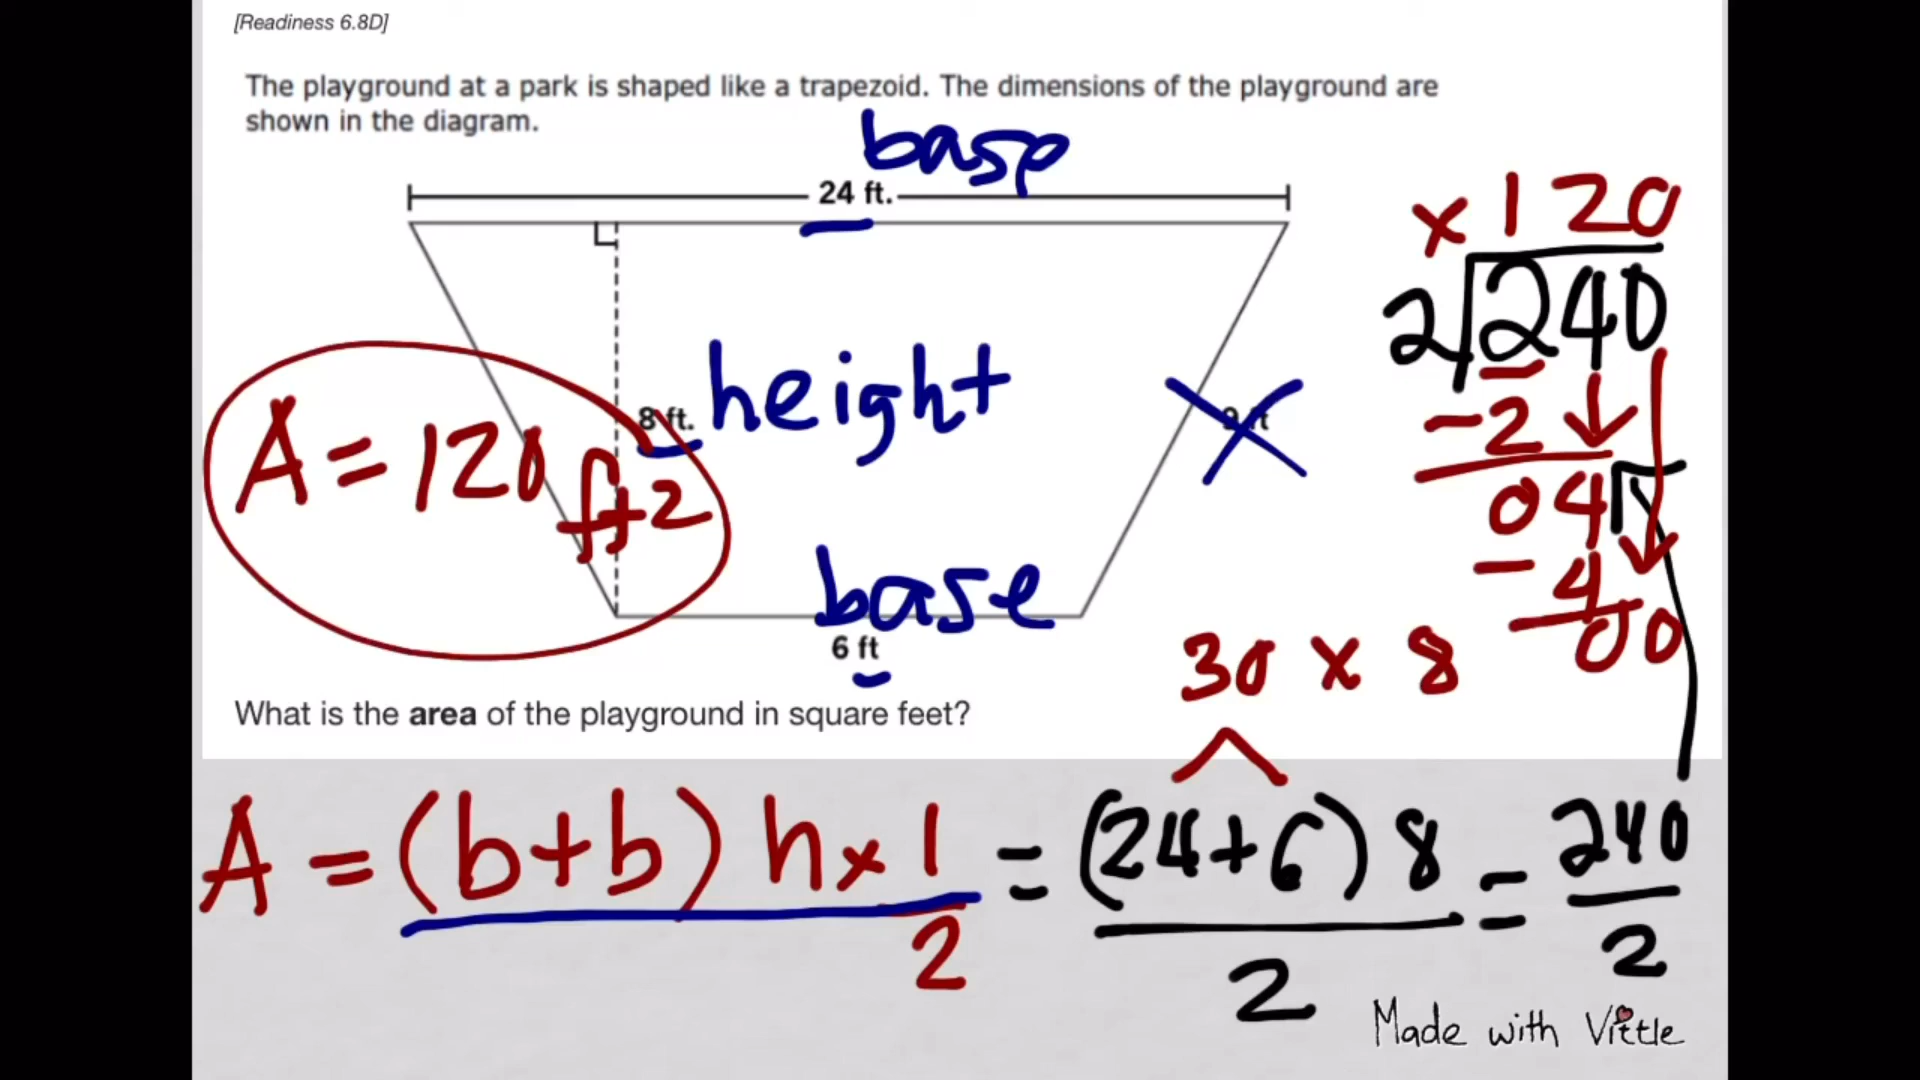 [Readiness 6.8D]
The playground at a park is shaped like a trapezoid. The dimensions of the playground are
shown in the diagram.
base
24 ft.
8 ft.
height
A = 120 ft2
base
6 ft
What is the area of the playground in square feet?
x 120
2 240
-2
04
- 4
00
30 x 8
A = (b+b) h x 1 = (24+6) 8 = 240
2 2 2
Made with Vittle